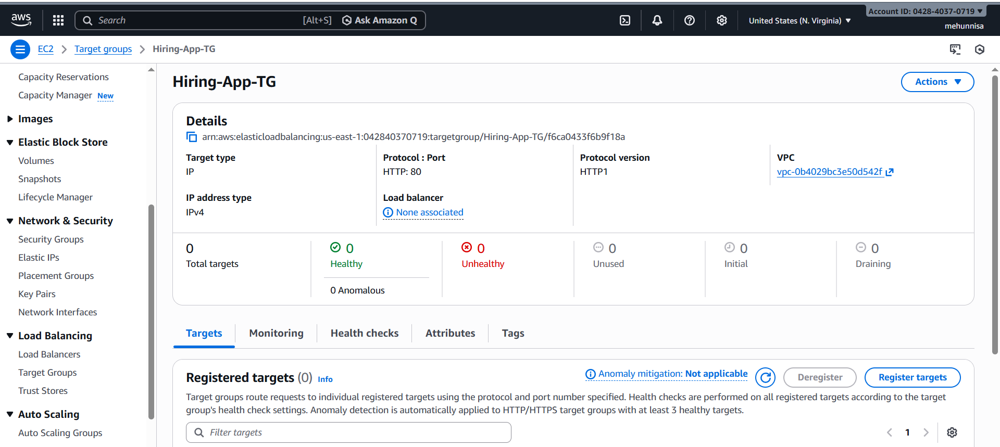 aws
Search [Alt+S] Ask Amazon Q
United States (N. Virginia)
Account ID: 0428-4037-0719
mehunnisa
EC2 Target groups Hiring-App-TG
Capacity Reservations
Capacity Manager New
Images
Elastic Block Store
Volumes
Snapshots
Lifecycle Manager
Network & Security
Security Groups
Elastic IPs
Placement Groups
Key Pairs
Network Interfaces
Load Balancing
Load Balancers
Target Groups
Trust Stores
Auto Scaling
Auto Scaling Groups
Hiring-App-TG
Actions
Details
arn:aws:elasticloadbalancing:us-east-1:042840370719:targetgroup/Hiring-App-TG/f6ca0433f6b9f18a
Target type
IP
Protocol : Port
HTTP: 80
Protocol version
HTTP1
VPC
vpc-0b4029bc3e50d542f
IP address type
IPv4
Load balancer
None associated
0
Total targets
0
Healthy
0 Anomalous
0
Unhealthy
0
Unused
0
Initial
0
Draining
Targets Monitoring Health checks Attributes Tags
Registered targets (0) Info
Anomaly mitigation: Not applicable
Deregister
Register targets
Target groups route requests to individual registered targets using the protocol and port number specified. Health checks are performed on all registered targets according to the target
group's health check settings. Anomaly detection is automatically applied to HTTP/HTTPS target groups with at least 3 healthy targets.
Filter targets
1